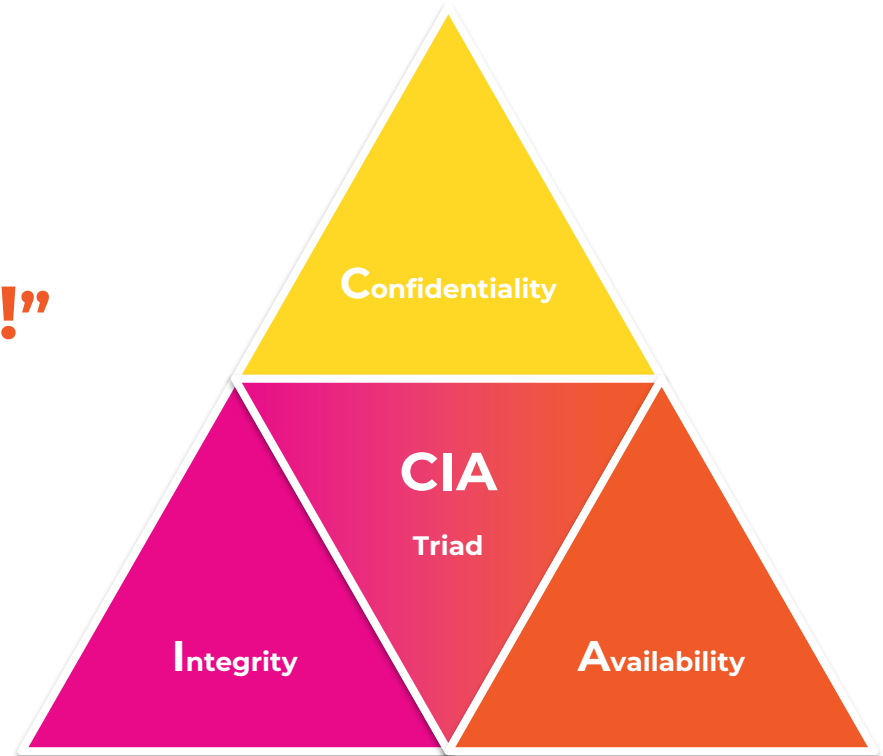 Confidentiality
!”
CIA
Triad
Integrity
Availability